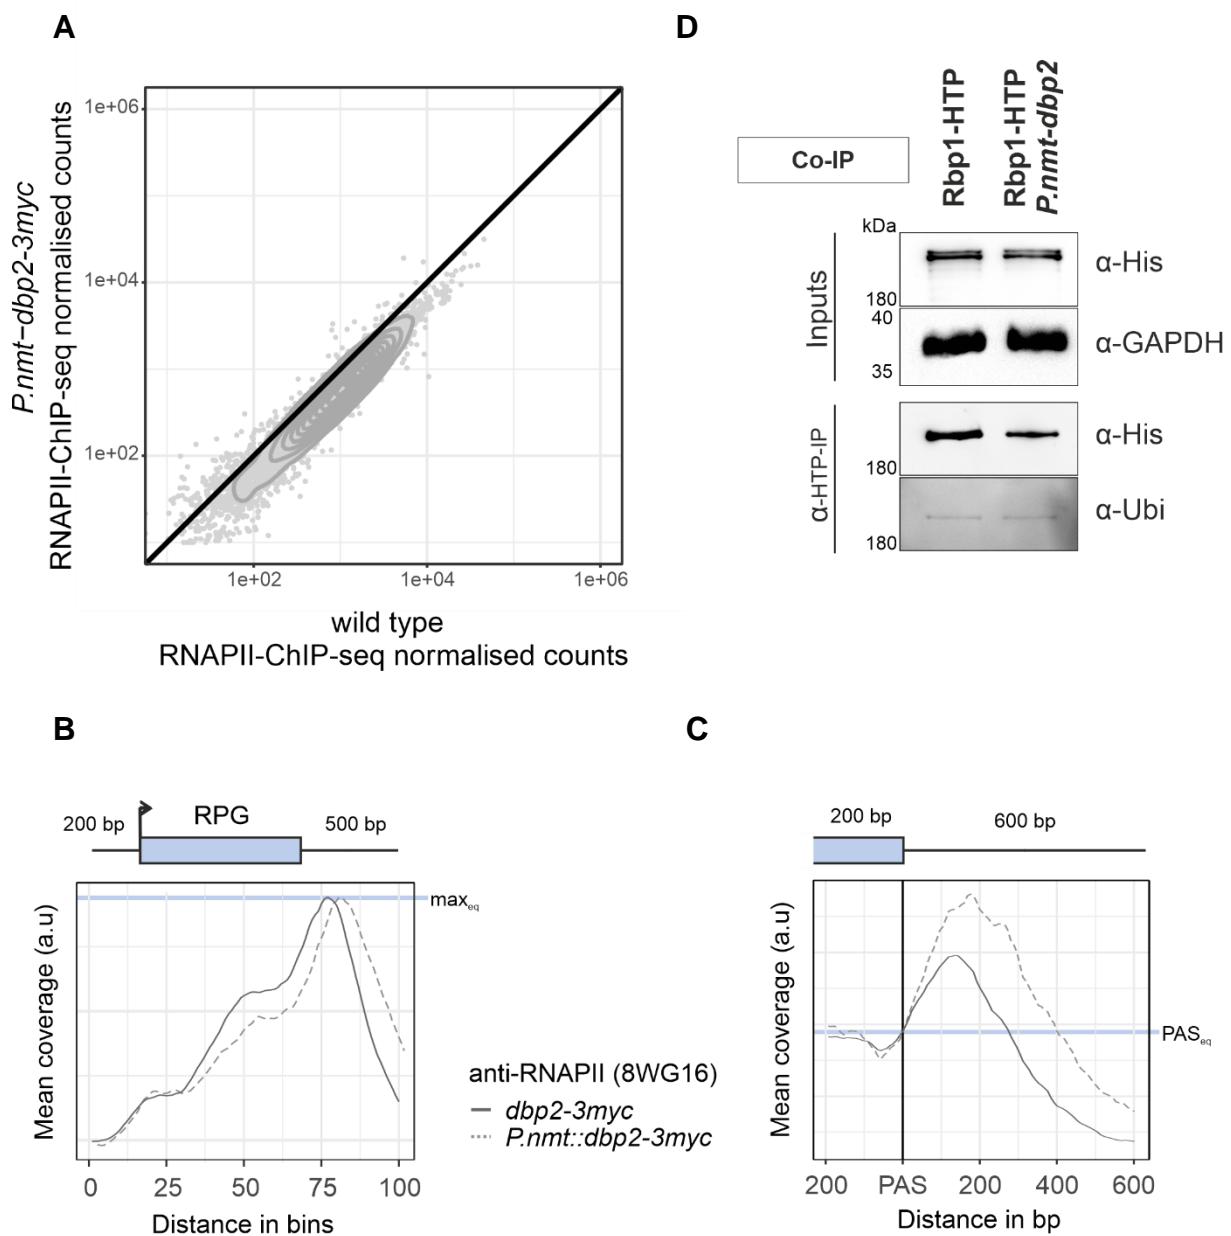 A
P.nmt−dbp2-3myc
RNAPII-ChIP-seq normalised counts
1e+06
1e+04
1e+02
1e+02
1e+04
1e+06
wild type
RNAPII-ChIP-seq normalised counts
D
Co-IP
Rbp1-HTP
Rbp1-HTP
P.nmt-dbp2
kDa
Inputs
180
α-His
40
35
α-GAPDH
α-HTP-IP
180
α-His
180
α-Ubi
B
200 bp
RPG
500 bp
Mean coverage (a.u)
maxeq
0
25
50
75
100
Distance in bins
anti-RNAPII (8WG16)
dbp2-3myc
P.nmt::dbp2-3myc
C
200 bp
600 bp
Mean coverage (a.u)
PASeq
200
PAS
200
400
600
Distance in bp